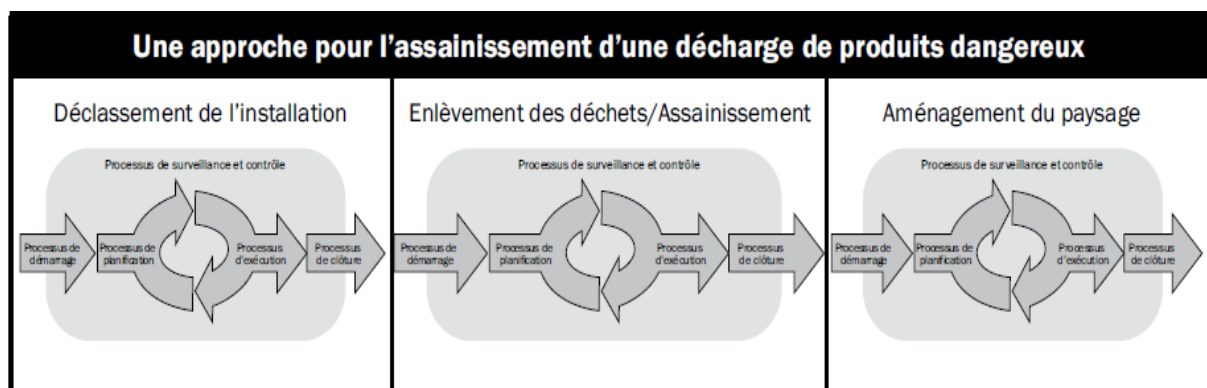 Une approche pour l'assainissement d'une décharge de produits dangereux
Déclassement de l'installation
Processus de surveillance et contrôle
Processus de
démarrage
Processus de
planification
Processus
d'exécution
Processus
de clôture
Enlèvement des déchets/Assainissement
Processus de surveillance et contrôle
Processus de
démarrage
Processus de
planification
Processus
d'exécution
Processus
de clôture
Aménagement du paysage
Processus de surveillance et contrôle
Processus de
démarrage
Processus de
planification
Processus
d'exécution
Processus
de clôture